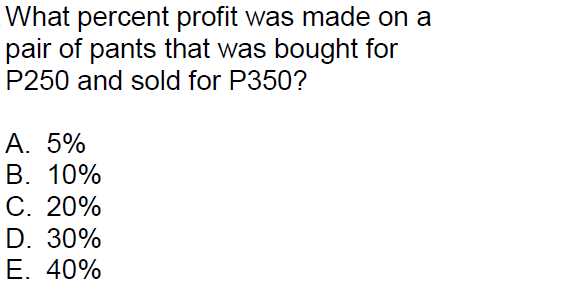 What percent profit was made on a
pair of pants that was bought for
P250 and sold for P350?
A. 5%
B. 10%
C. 20%
D. 30%
E. 40%